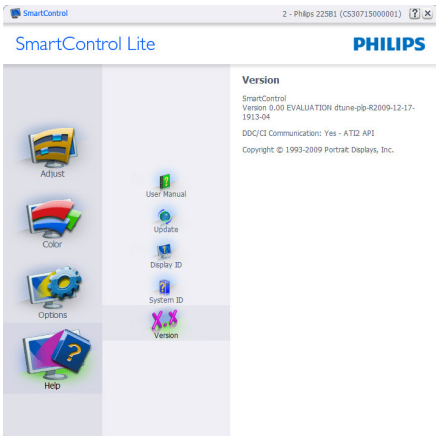 SmartControl
2 - Philips 225B1 (CS30715000001)
?
X
SmartControl Lite
PHILIPS
Version
SmartControl
Version 0.00 EVALUATION dtune-plp-R2009-12-17-
1913-04
DDC/CI Communication: Yes - ATI2 API
Copyright © 1993-2009 Portrait Displays, Inc.
Adjust
Color
Options
Help
User Manual
Update
Display ID
System ID
X.X
Version